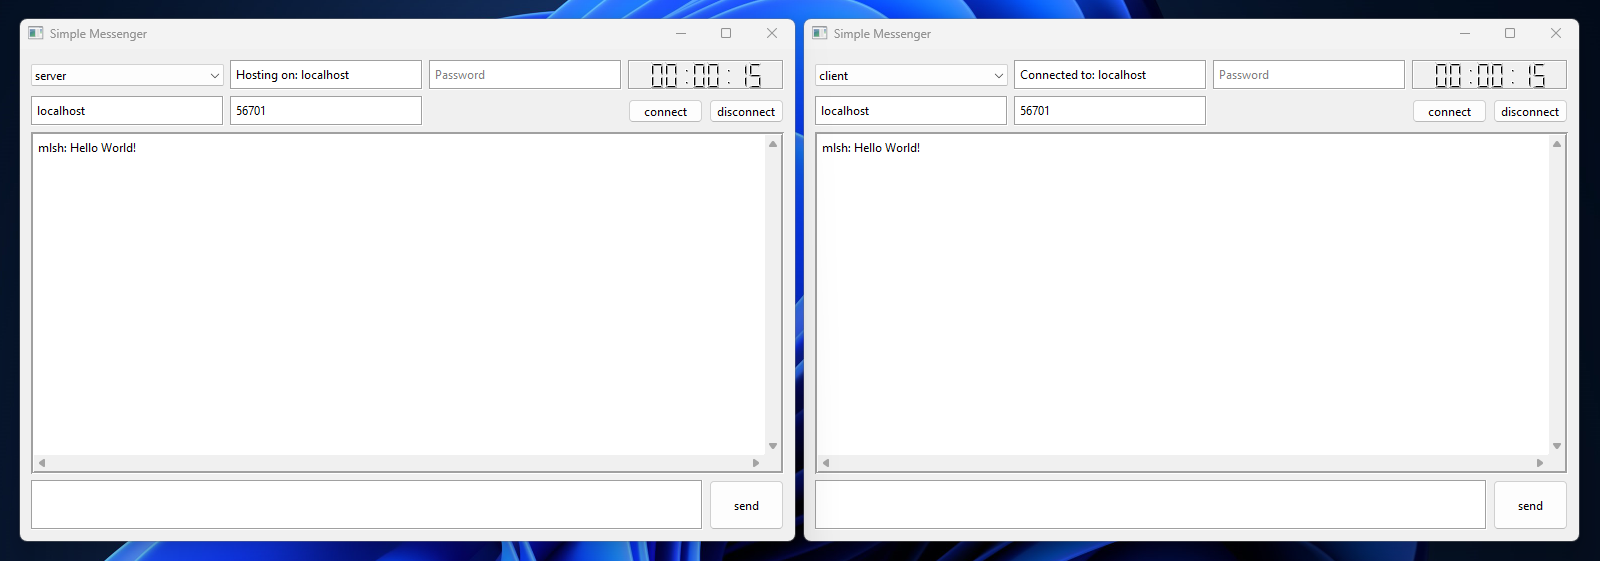 Simple Messenger
server
Hosting on: localhost
Password
00:00:15
localhost
56701
connect
disconnect
mlsh: Hello World!
send
Simple Messenger
client
Connected to: localhost
Password
00:00:15
localhost
56701
connect
disconnect
mlsh: Hello World!
send